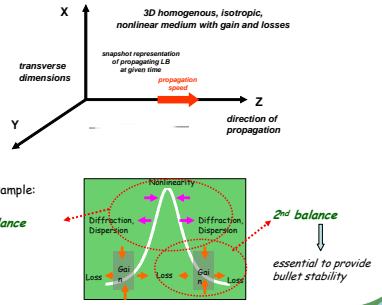 X
3D homogenous, isotropic,
nonlinear medium with gain and losses
snapshot representation
of propagating LB
at given time
transverse
dimensions
propagation
speed
Z
Y
direction of
propagation
ample:
Nonlinearity
lance
Diffraction,
Dispersion
Diffraction,
Dispersion
2nd balance
Loss
Gai
n
Loss
Gai
n
Loss
essential to provide
bullet stability